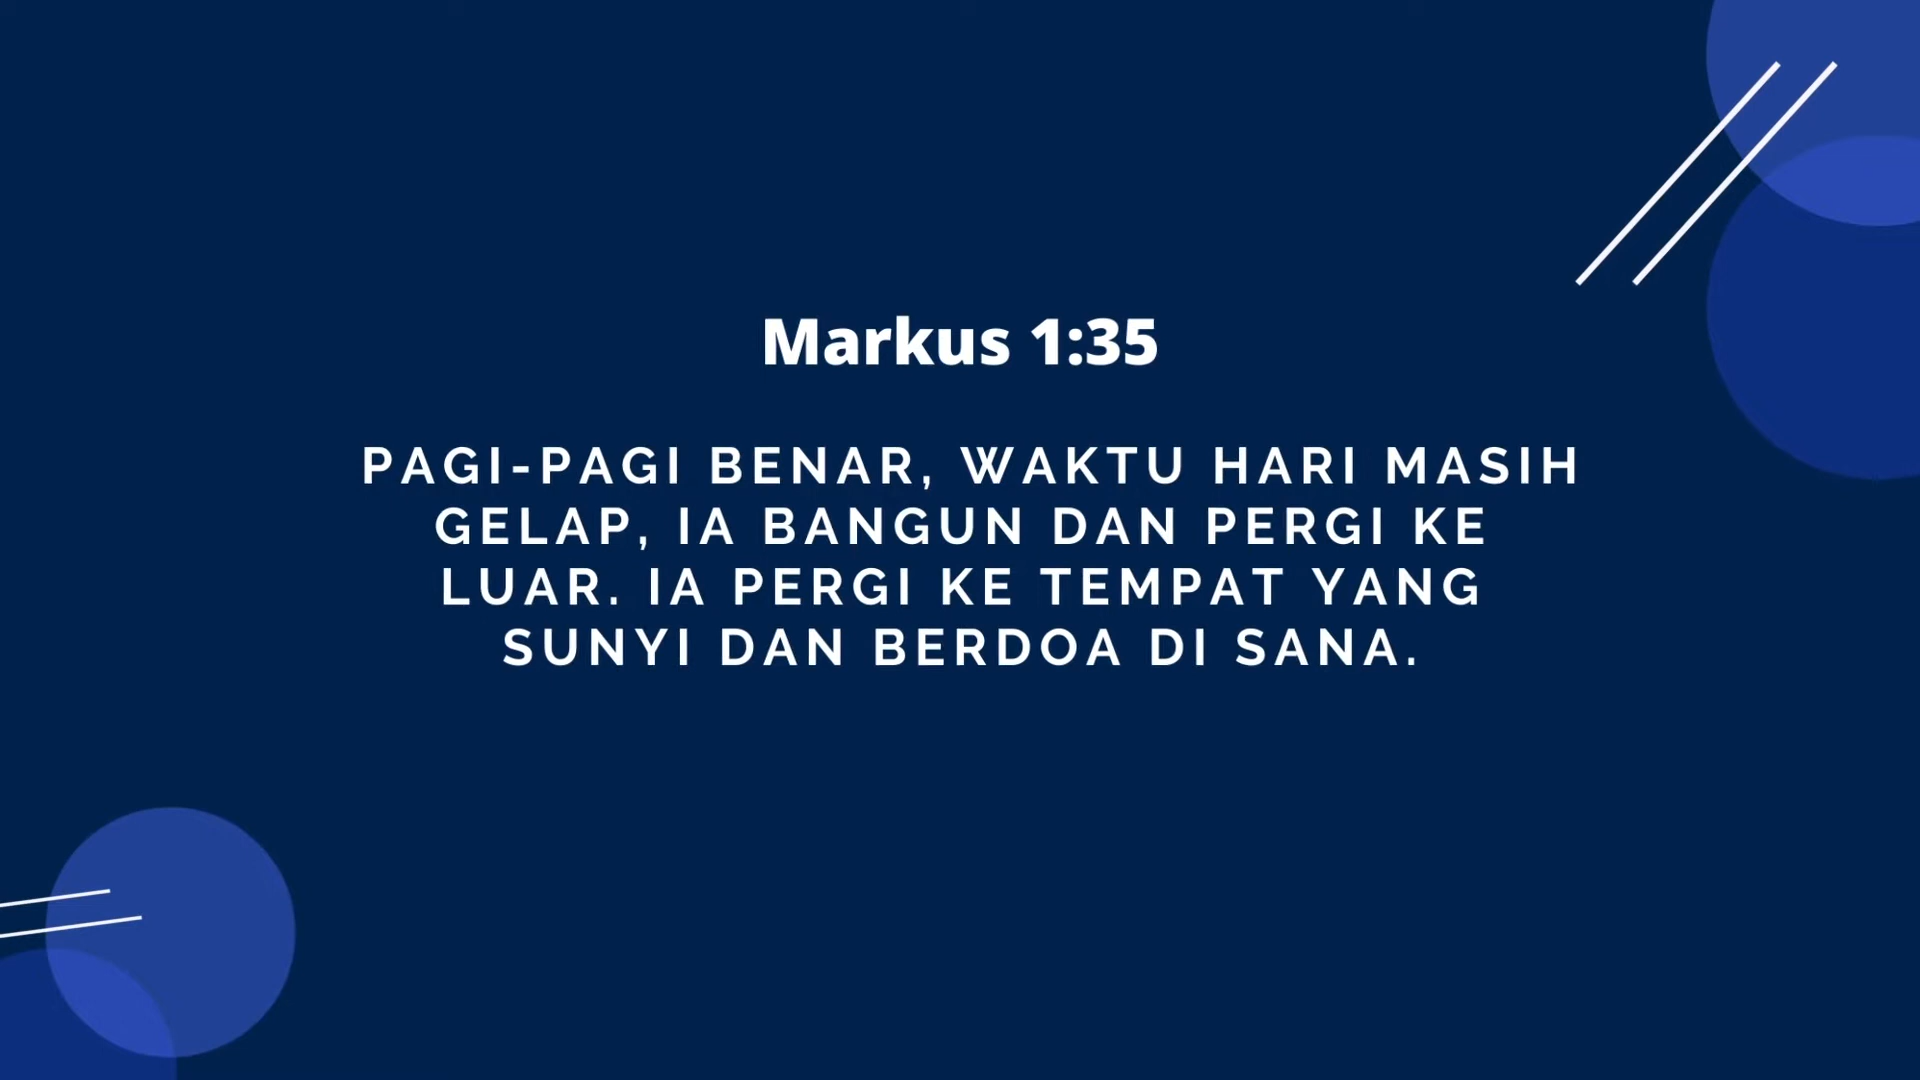 Markus 1:35
PAGI-PAGI BENAR, WAKTU HARI MASIH
GELAP, IA BANGUN DAN PERGI KE
LUAR. IA PERGI KE TEMPAT YANG
SUNYI DAN BERDOA DI SANA.